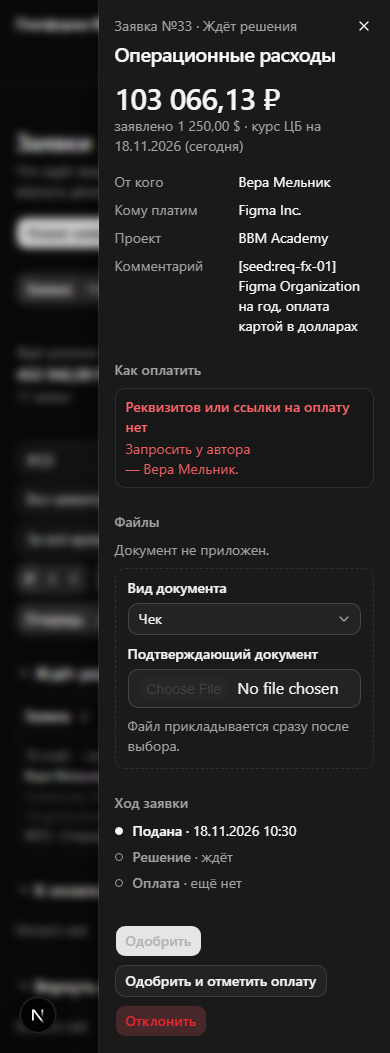 Заявка №33 · Ждёт решения
Операционные расходы
103 066,13 ₽
заявлено 1 250,00 $ · курс ЦБ на
18.11.2026 (сегодня)
От кого Вера Мельник
Кому платим Figma Inc.
Проект BBM Academy
Комментарий [seed:req-fx-01]
Figma Organization
на год, оплата
картой в долларах
Как оплатить
Реквизитов или ссылки на оплату
нет
Запросить у автора
— Вера Мельник.
Файлы
Документ не приложен.
Вид документа
Чек
Подтверждающий документ
Choose File No file chosen
Файл прикладывается сразу после
выбора.
Ход заявки
Подана · 18.11.2026 10:30
Решение · ждёт
Оплата · ещё нет
Одобрить
Одобрить и отметить оплату
Отклонить
N